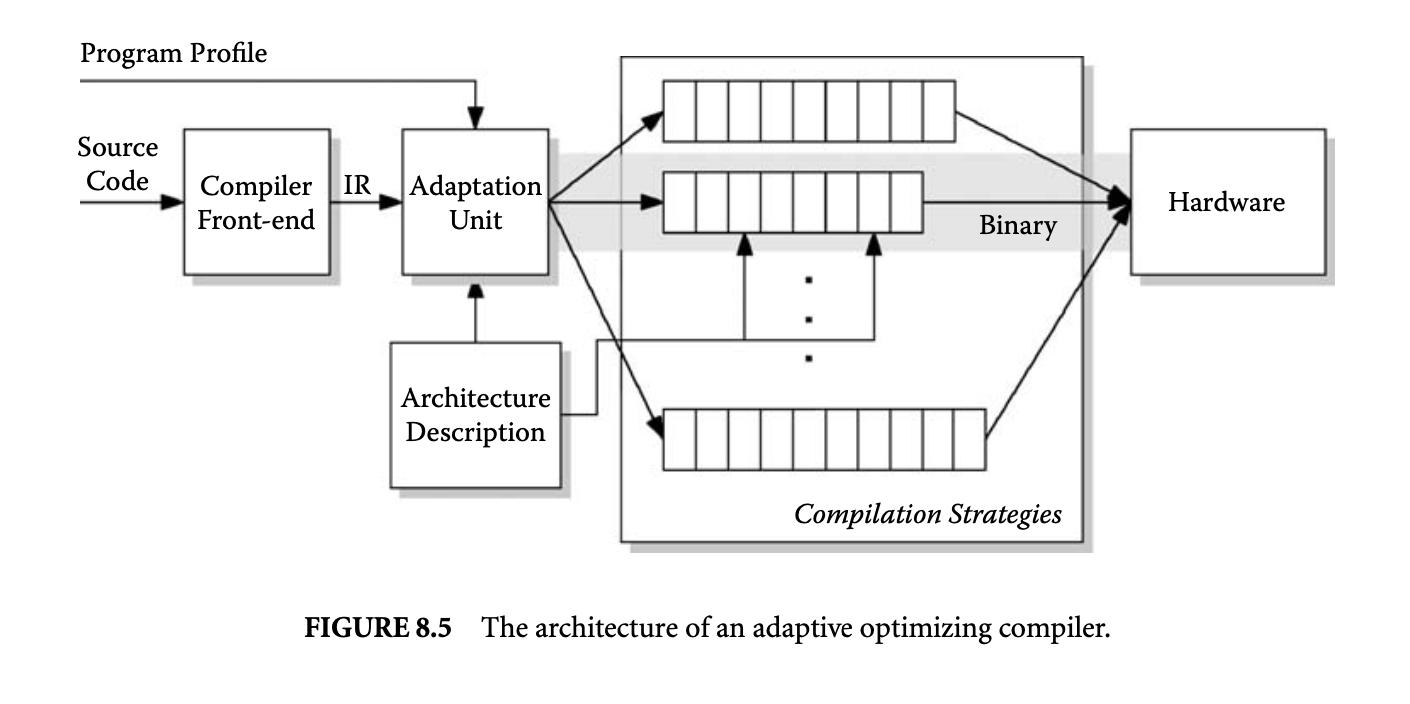 Program Profile
Source
Code
Compiler
Front-end
IR
Adaptation
Unit
Binary
Hardware
Architecture
Description
Compilation Strategies
FIGURE 8.5 The architecture of an adaptive optimizing compiler.